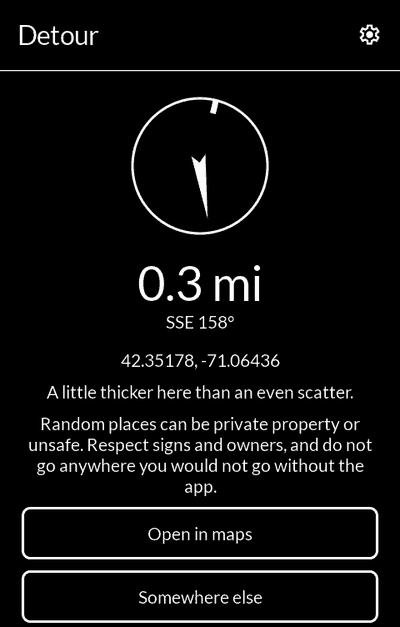 Detour
0.3 mi
SSE 158°
42.35178, -71.06436
A little thicker here than an even scatter.
Random places can be private property or
unsafe. Respect signs and owners, and do not
go anywhere you would not go without the
app.
Open in maps
Somewhere else